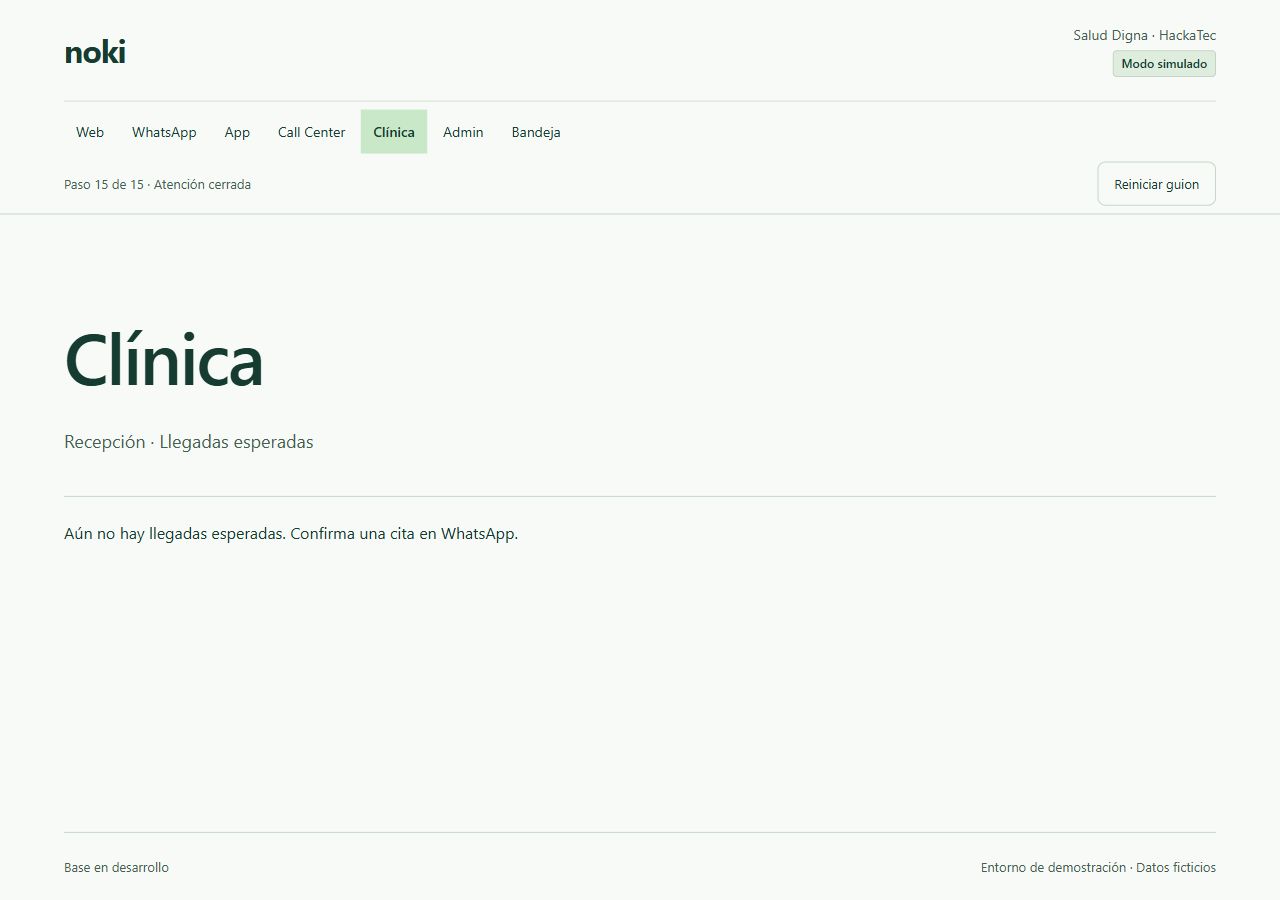 noki
Salud Digna · HackaTec
Modo simulado
Web WhatsApp App Call Center Clínica Admin Bandeja
Paso 15 de 15 · Atención cerrada
Reiniciar guion
Clínica
Recepción · Llegadas esperadas
Aún no hay llegadas esperadas. Confirma una cita en WhatsApp.
Base en desarrollo
Entorno de demostración · Datos ficticios